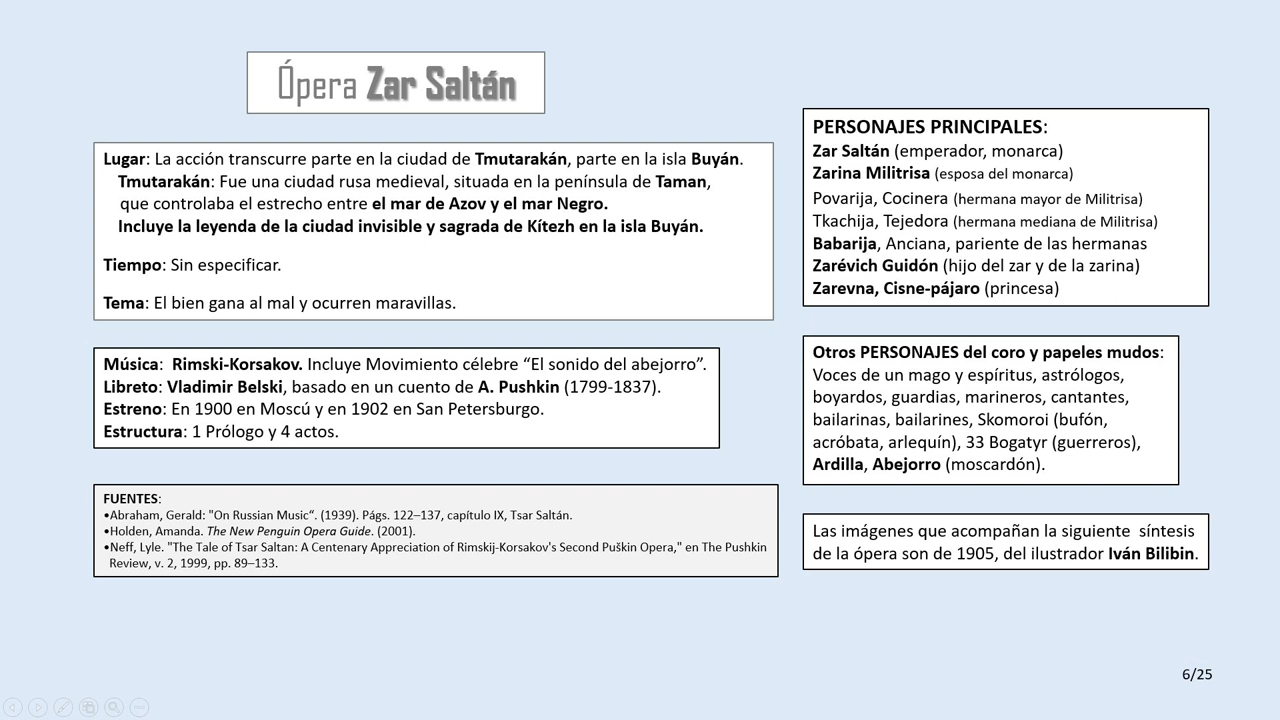 Ópera Zar Saltán
Lugar: La acción transcurre parte en la ciudad de Tmutarakán, parte en la isla Buyán.
Tmutarakán: Fue una ciudad rusa medieval, situada en la península de Taman,
que controlaba el estrecho entre el mar de Azov y el mar Negro.
Incluye la leyenda de la ciudad invisible y sagrada de Kítezh en la isla Buyán.
Tiempo: Sin especificar.
Tema: El bien gana al mal y ocurren maravillas.
Música: Rimski-Korsakov. Incluye Movimiento célebre “El sonido del abejorro”.
Libreto: Vladimir Belski, basado en un cuento de A. Pushkin (1799-1837).
Estreno: En 1900 en Moscú y en 1902 en San Petersburgo.
Estructura: 1 Prólogo y 4 actos.
FUENTES:
•Abraham, Gerald: "On Russian Music“. (1939). Págs. 122–137, capítulo IX, Tsar Saltán.
•Holden, Amanda. The New Penguin Opera Guide. (2001).
•Neff, Lyle. "The Tale of Tsar Saltan: A Centenary Appreciation of Rimskij-Korsakov's Second Puškin Opera," en The Pushkin
Review, v. 2, 1999, pp. 89–133.
PERSONAJES PRINCIPALES:
Zar Saltán (emperador, monarca)
Zarina Militrisa (esposa del monarca)
Povarija, Cocinera (hermana mayor de Militrisa)
Tkachija, Tejedora (hermana mediana de Militrisa)
Babarija, Anciana, pariente de las hermanas
Zarévich Guidón (hijo del zar y de la zarina)
Zarevna, Cisne-pájaro (princesa)
Otros PERSONAJES del coro y papeles mudos:
Voces de un mago y espíritus, astrólogos,
boyardos, guardias, marineros, cantantes,
bailarinas, bailarines, Skomoroi (bufón,
acróbata, arlequín), 33 Bogatyr (guerreros),
Ardilla, Abejorro (moscardón).
Las imágenes que acompañan la siguiente síntesis
de la ópera son de 1905, del ilustrador Iván Bilibin.
6/25